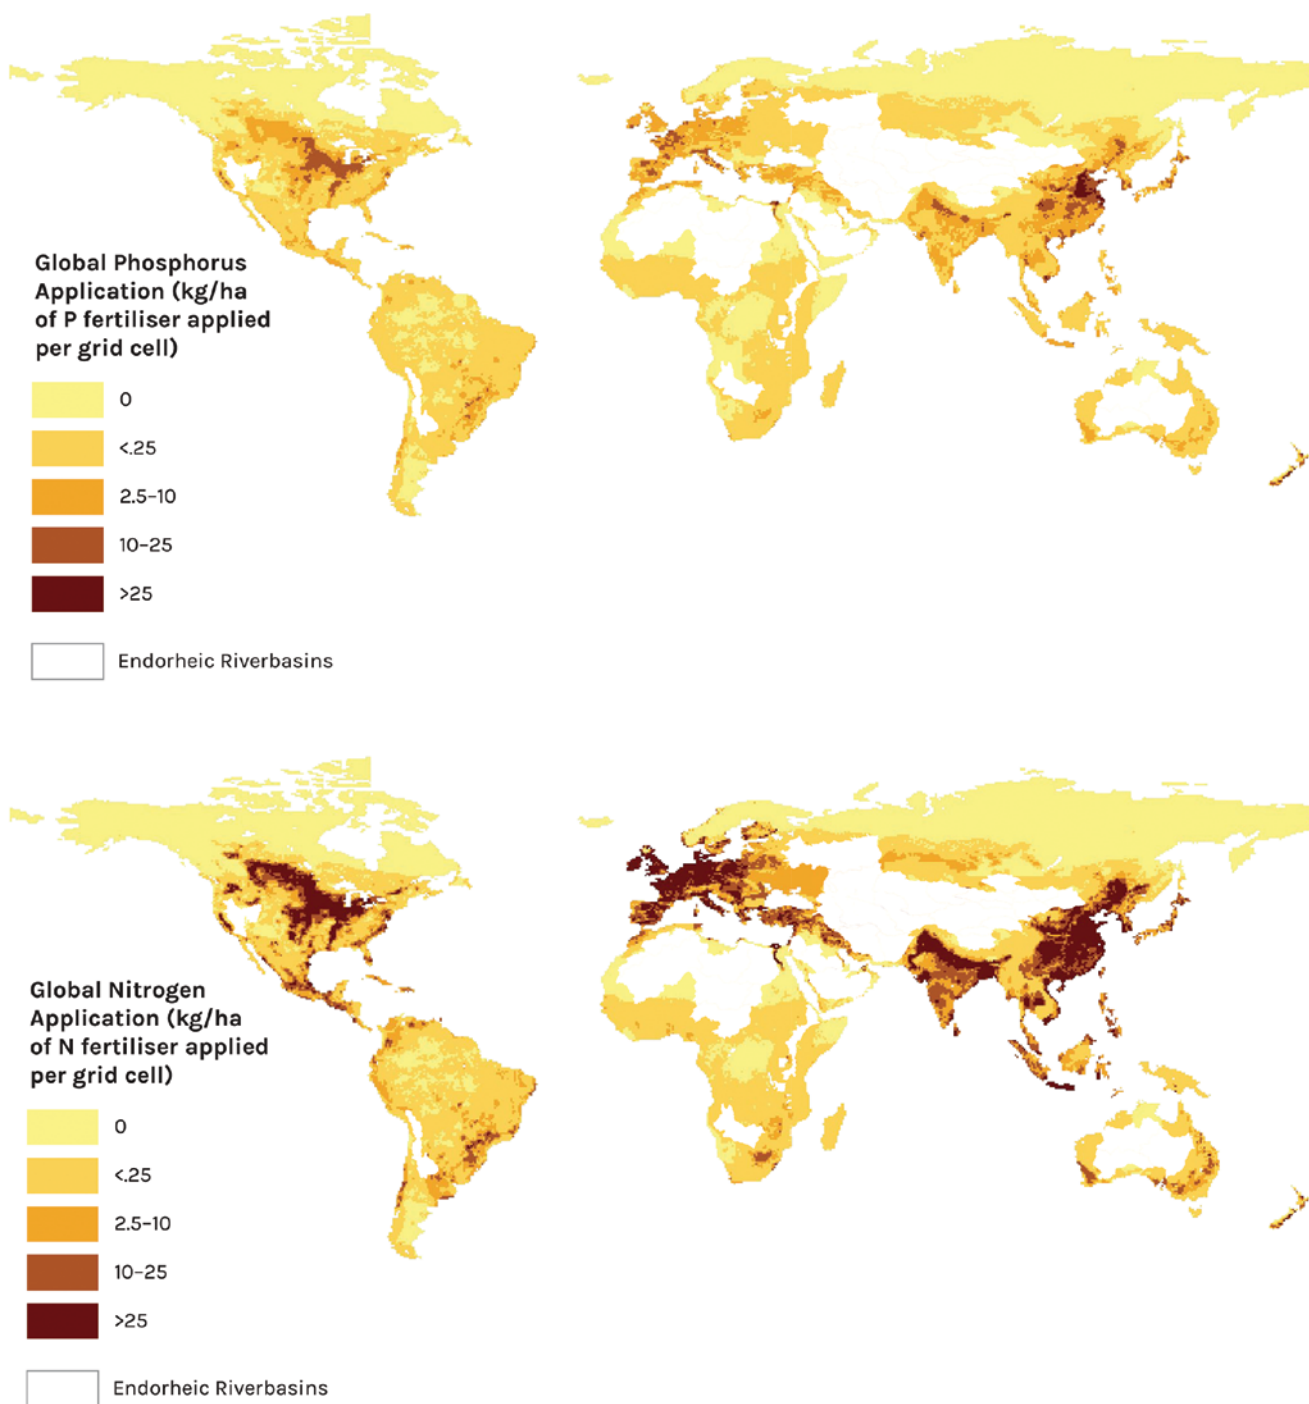 Global Phosphorus
Application (kg/ha
of P fertiliser applied
per grid cell)
0
<.25
2.5–10
10–25
>25
Endorheic Riverbasins
Global Nitrogen
Application (kg/ha
of N fertiliser applied
per grid cell)
0
<.25
2.5–10
10–25
>25
Endorheic Riverbasins